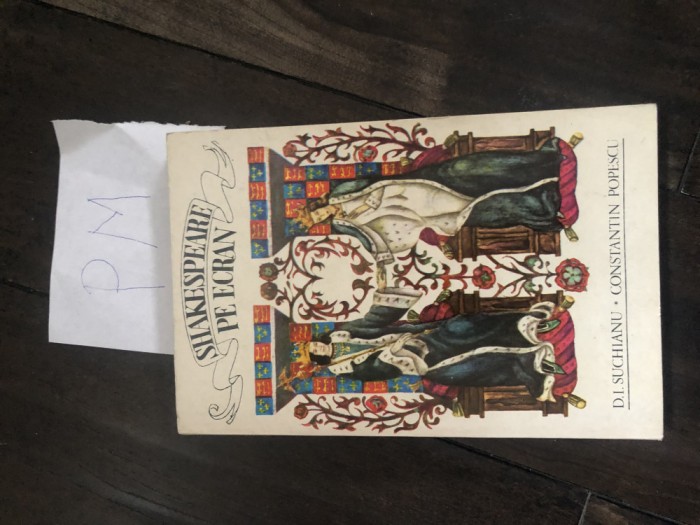 PM
SHAKESPEARE
PE ECRAN
D.I. SUCHIANU • CONSTANTIN POPESCU